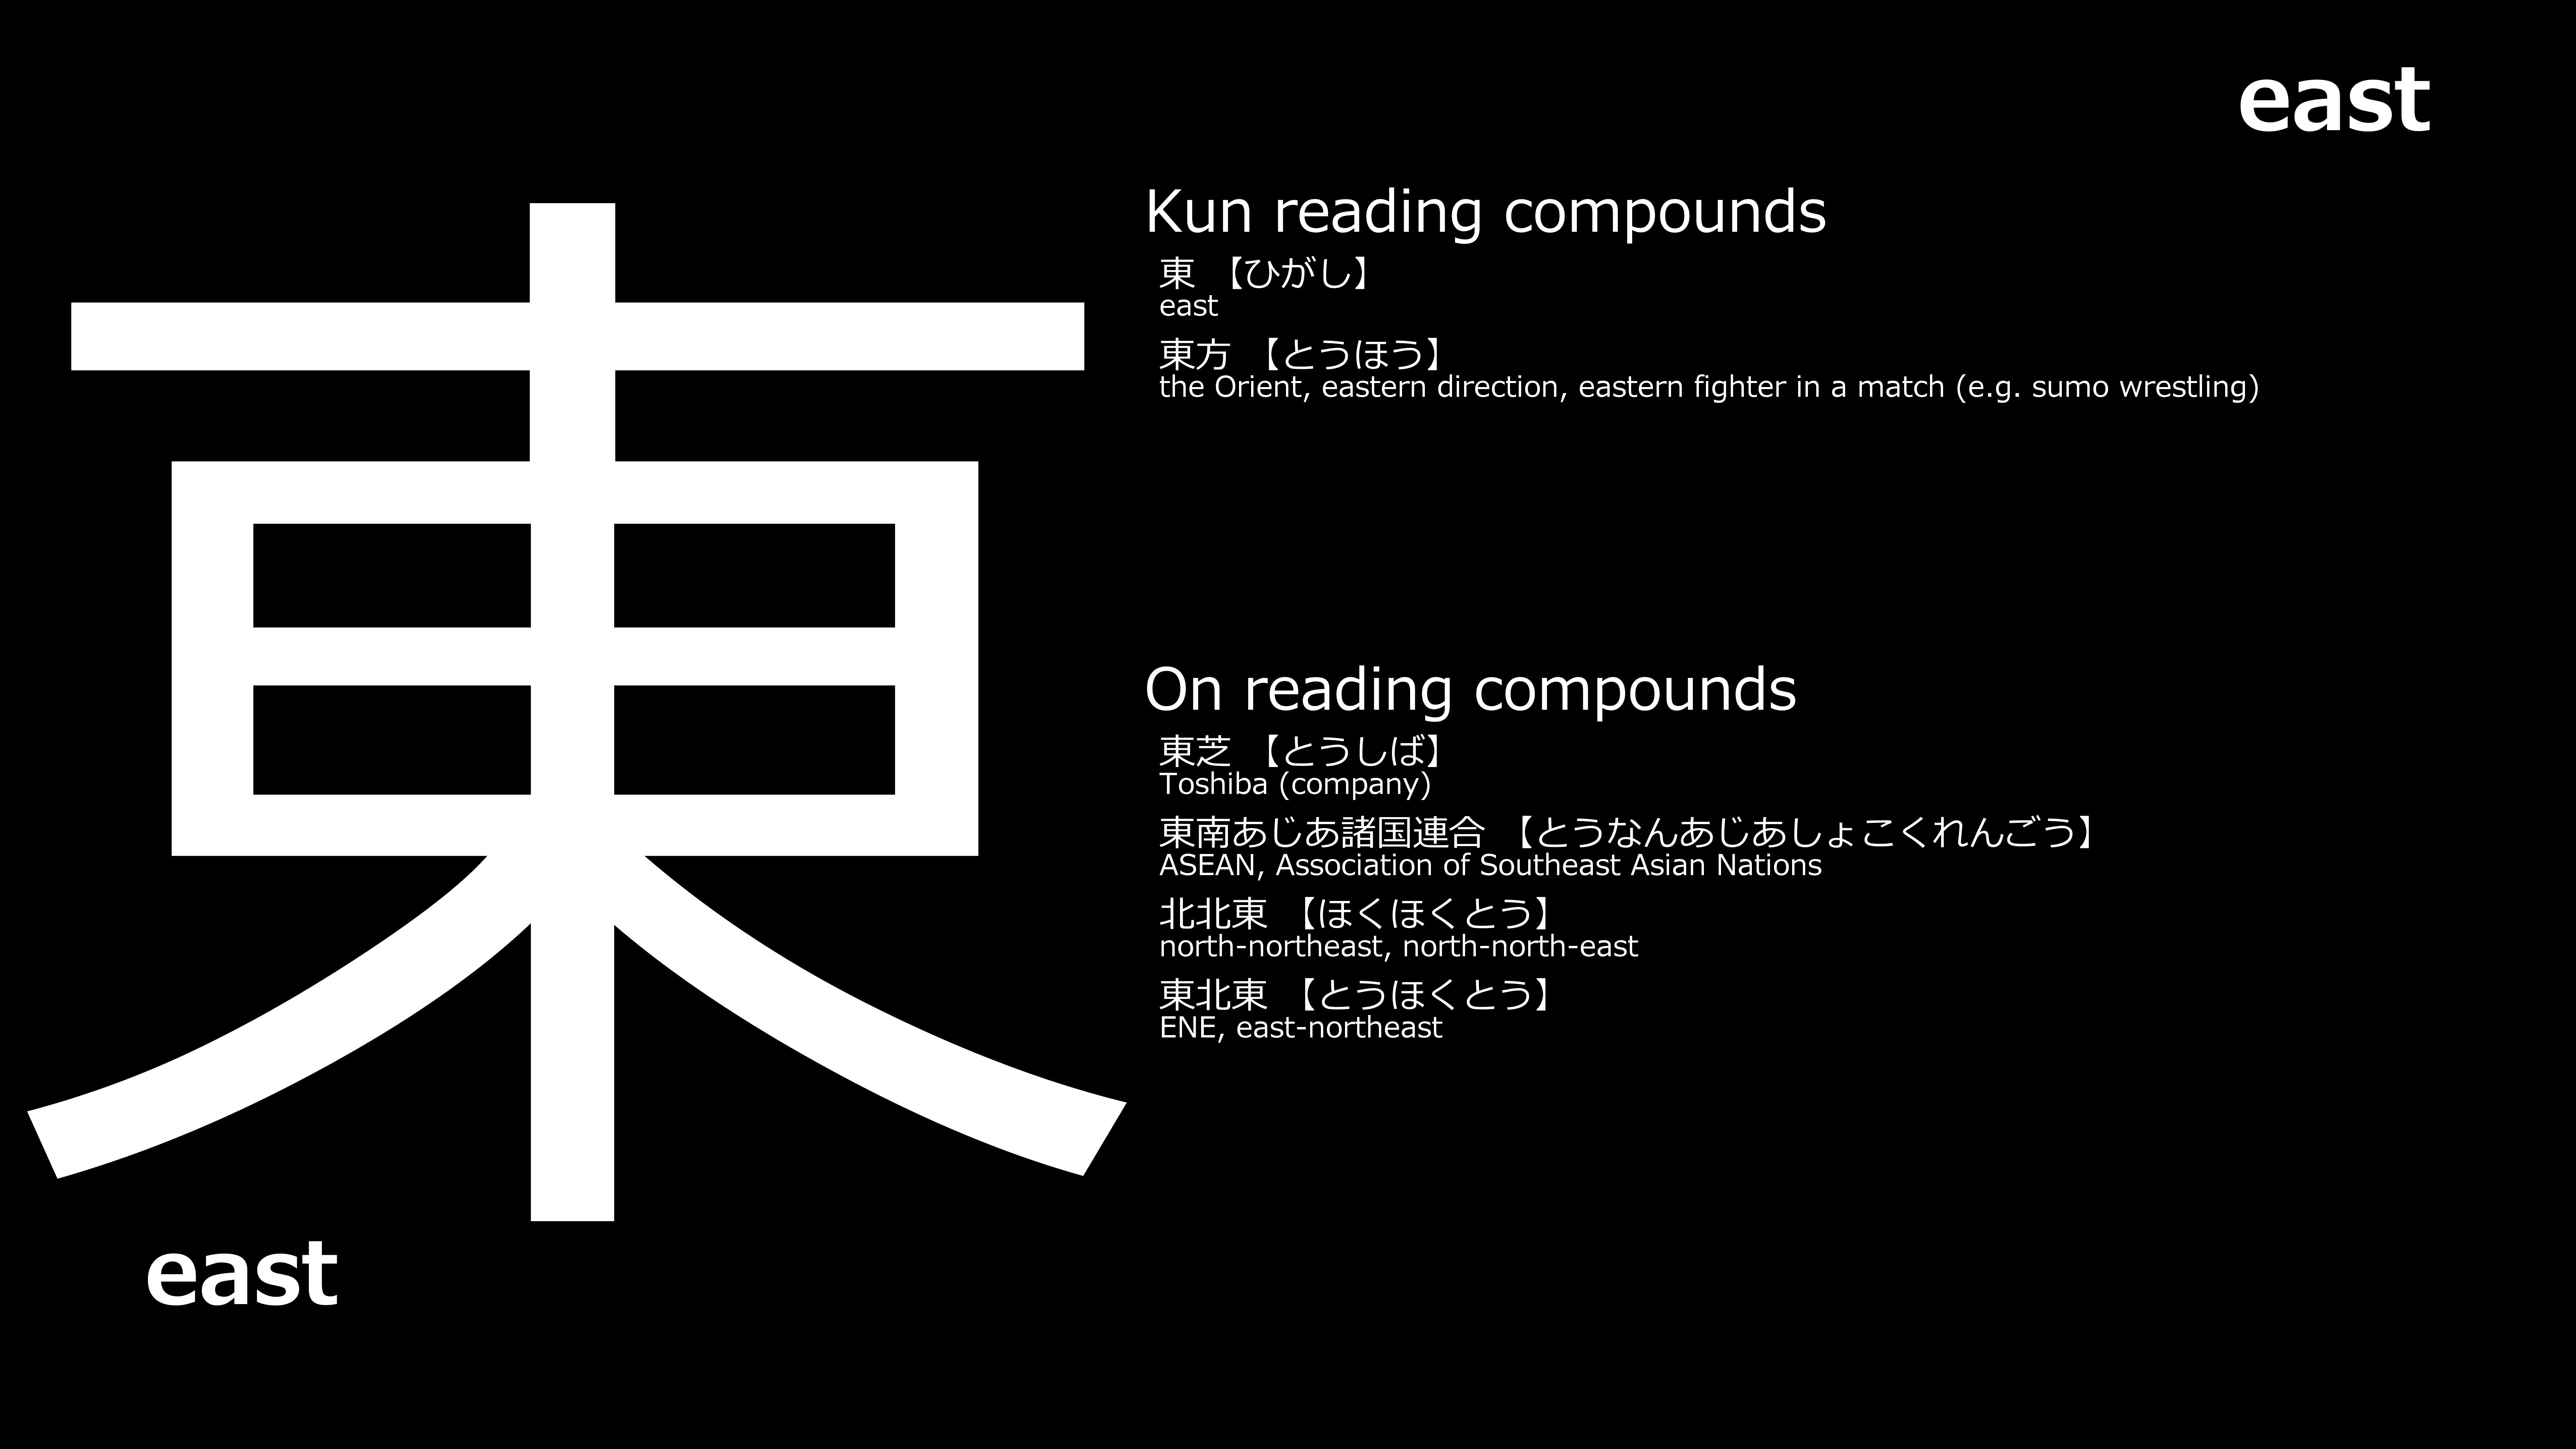 east
東
east
Kun reading compounds
東 【ひがし】
east
東方 【とうほう】
the Orient, eastern direction, eastern fighter in a match (e.g. sumo wrestling)
On reading compounds
東芝 【とうしば】
Toshiba (company)
東南あじあ諸国連合 【とうなんあじあしょこくれんごう】
ASEAN, Association of Southeast Asian Nations
北北東 【ほくほくとう】
north-northeast, north-north-east
東北東 【とうほくとう】
ENE, east-northeast